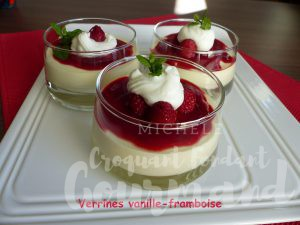 MICHELE
Croquant fondant
Gourmand
Verrines vanille-framboise